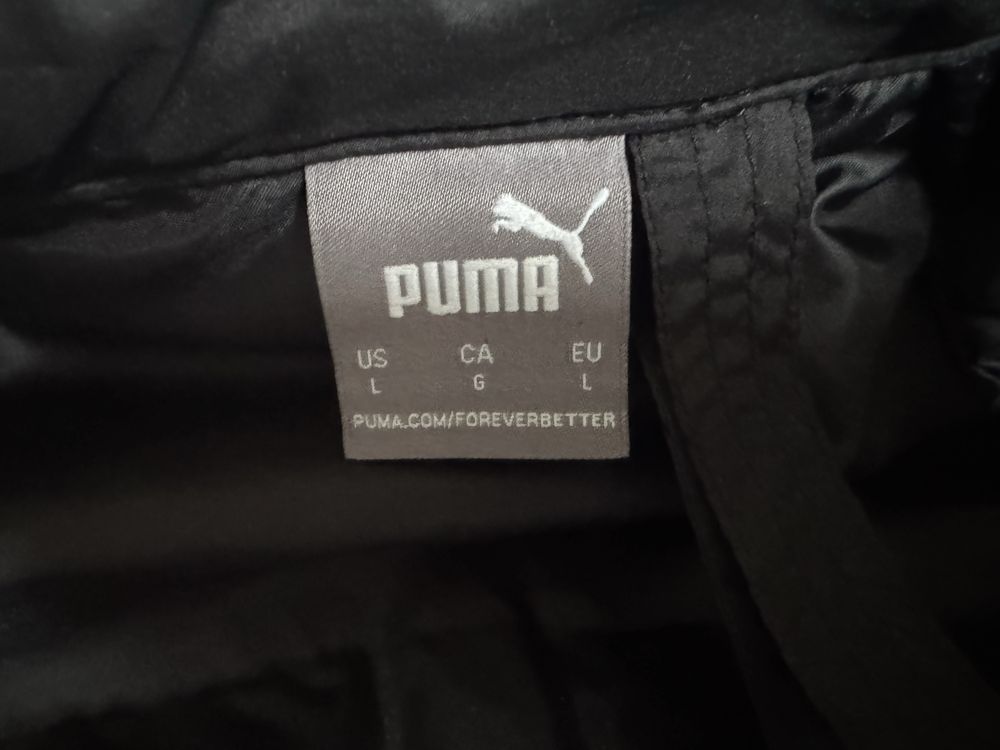 PUMA
US CA EU
L G L
PUMA.COM/FOREVERBETTER